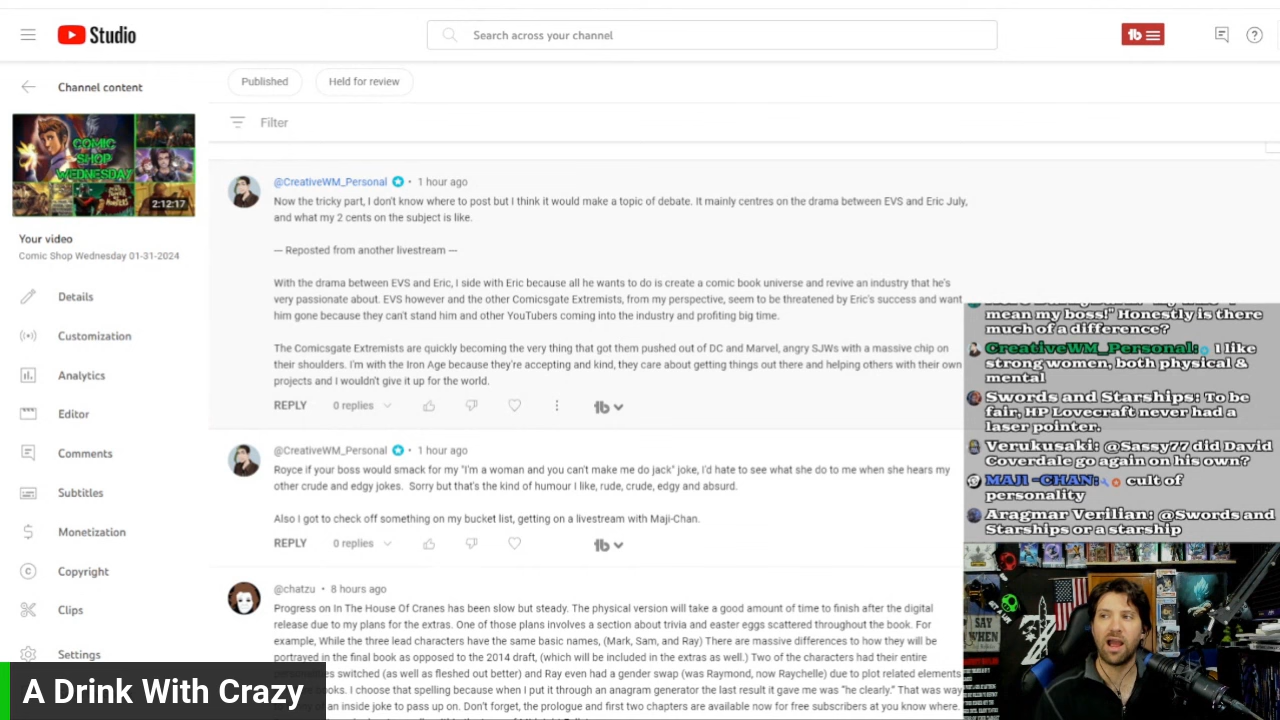 Studio
Search across your channel
Channel content
COMIC
SHOP
WEDNESDAY
2:12:17
Your video
Comic Shop Wednesday 01-31-2024
Details
Customization
Analytics
Editor
Comments
Subtitles
Monetization
Copyright
Clips
Settings
Published
Held for review
Filter
@CreativeWM_Personal • 1 hour ago
Now the tricky part, I don't know where to post but I think it would make a topic of debate. It mainly centres on the drama between EVS and Eric July,
and what my 2 cents on the subject is like.
--- Reposted from another livestream ---
With the drama between EVS and Eric, I side with Eric because all he wants to do is create a comic book universe and revive an industry that he's
very passionate about. EVS however and the other Comicsgate Extremists, from my perspective, seem to be threatened by Eric's success and want
him gone because they can't stand him and other YouTubers coming into the industry and profiting big time.
The Comicsgate Extremists are quickly becoming the very thing that got them pushed out of DC and Marvel, angry SJWs with a massive chip on
their shoulders. I'm with the Iron Age because they're accepting and kind, they care about getting things out there and helping others with their own
projects and I wouldn't give it up for the world.
REPLY 0 replies
@CreativeWM_Personal • 1 hour ago
Royce if your boss would smack for my "I'm a woman and you can't make me do jack" joke, I'd hate to see what she do to me when she hears my
other crude and edgy jokes. Sorry but that's the kind of humour I like, rude, crude, edgy and absurd.
Also I got to check off something on my bucket list, getting on a livestream with Maji-Chan.
REPLY 0 replies
@chatzu • 8 hours ago
Progress on In The House Of Cranes has been slow but steady. The physical version will take a good amount of time to finish after the digital
release due to my plans for the extras. One of those plans involves a section about trivia and easter eggs scattered throughout the book. For
example, While the three lead characters have the same basic names, (Mark, Sam, and Ray) There are massive differences to how they will be
portrayed in the final book as opposed to the 2014 draft, (which will be included in the extras as well.) Two of the characters had their entire
switched (as well as fleshed out better) and Ray even had a gender swap (was Raymond, now Raychelle) due to plot related elements
books. I choose that spelling because when I put it through an anagram generator the last result it gave me was "he clearly." That was way
of an inside joke to pass up on. Don't forget, the prologue and first two chapters are available now for free subscribers at you know where.
mean my boss!" Honestly is there
much of a difference?
CreativeWM_Personal: I like
strong women, both physical &
mental
Swords and Starships: To be
fair, HP Lovecraft never had a
laser pointer.
Verukusaki: @Sassy77 did David
Coverdale go again on his own?
MAJI -CHAN: cult of
personality
Aragmar Verilian: @Swords and
Starships or a starship
SAY
WHEN
A Drink With Crazy